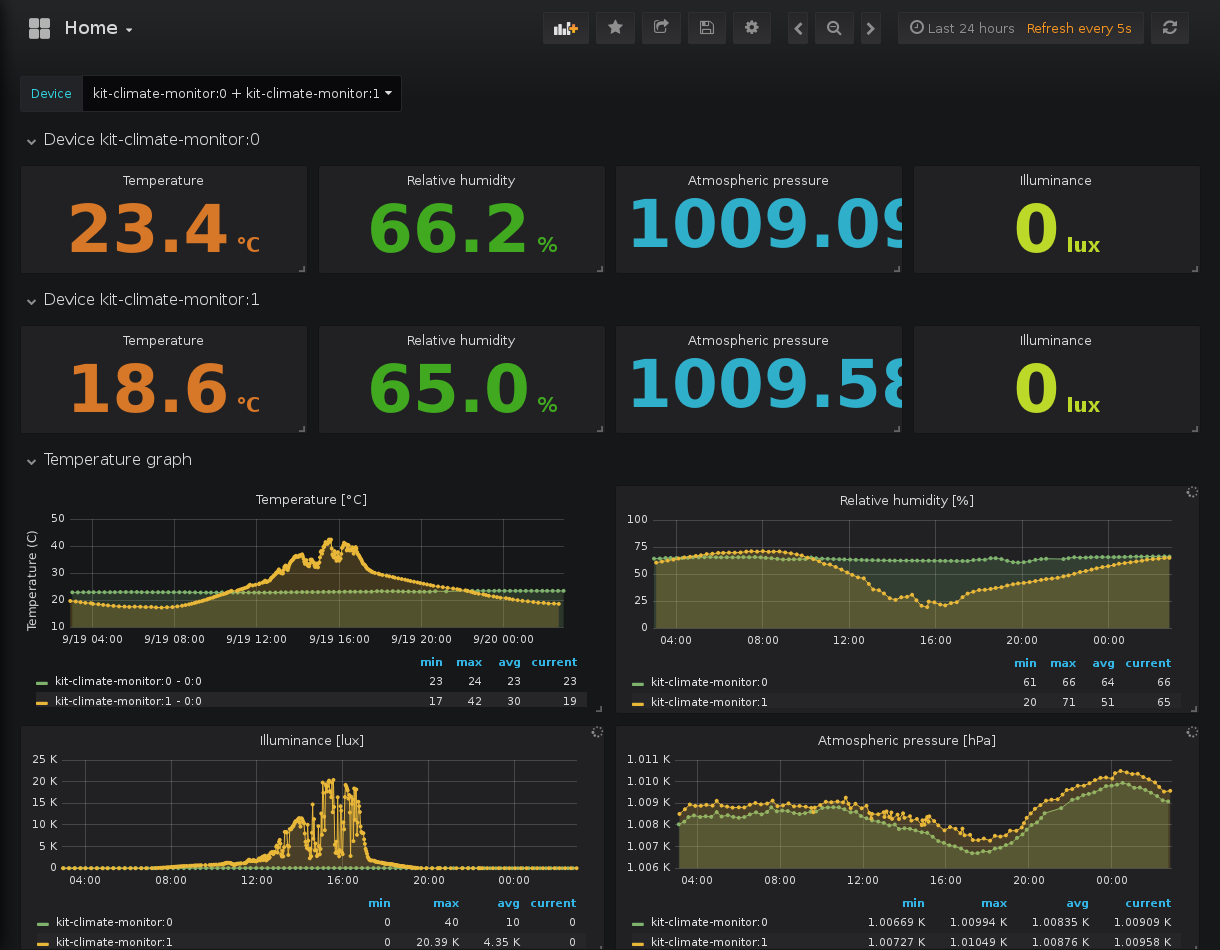 Home
Last 24 hours Refresh every 5s
Device kit-climate-monitor:0 + kit-climate-monitor:1
Device kit-climate-monitor:0
Temperature Relative humidity Atmospheric pressure Illuminance
23.4 °C 66.2 % 1009.09 0 lux
Device kit-climate-monitor:1
Temperature Relative humidity Atmospheric pressure Illuminance
18.6 °C 65.0 % 1009.58 0 lux
Temperature graph
Temperature [°C]
Temperature (C)
50
40
30
20
10
9/19 04:00 9/19 08:00 9/19 12:00 9/19 16:00 9/19 20:00 9/20 00:00
min max avg current
kit-climate-monitor:0 - 0:0 23 24 23 23
kit-climate-monitor:1 - 0:0 17 42 30 19
Relative humidity [%]
100
75
50
25
0
04:00 08:00 12:00 16:00 20:00 00:00
min max avg current
kit-climate-monitor:0 61 66 64 66
kit-climate-monitor:1 20 71 51 65
Illuminance [lux]
25 K
20 K
15 K
10 K
5 K
0
04:00 08:00 12:00 16:00 20:00 00:00
min max avg current
kit-climate-monitor:0 0 40 10 0
kit-climate-monitor:1 0 20.39 K 4.35 K 0
Atmospheric pressure [hPa]
1.011 K
1.010 K
1.009 K
1.008 K
1.007 K
1.006 K
04:00 08:00 12:00 16:00 20:00 00:00
min max avg current
kit-climate-monitor:0 1.00669 K 1.00994 K 1.00835 K 1.00909 K
kit-climate-monitor:1 1.00727 K 1.01049 K 1.00876 K 1.00958 K